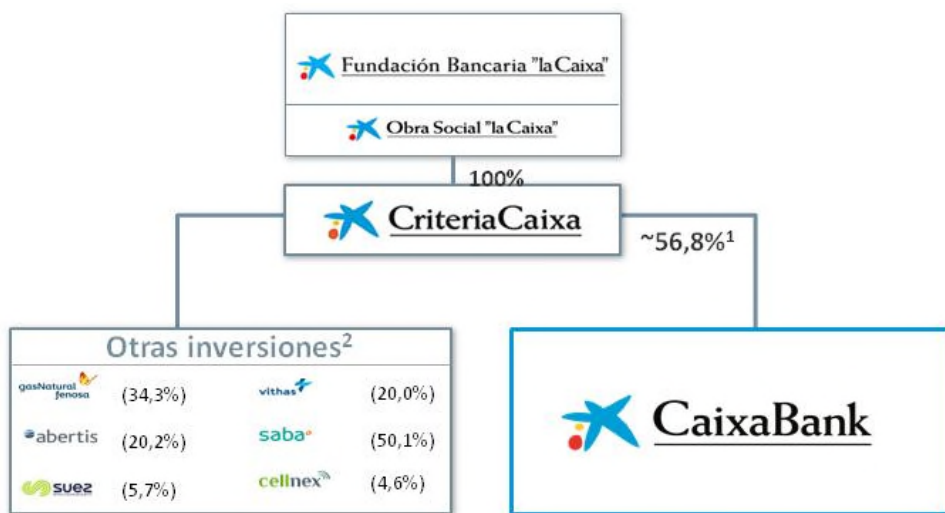 Fundación Bancaria "la Caixa"
Obra Social "la Caixa"
100%
CriteriaCaixa
~56,8%¹
Otras inversiones²
gasNatural
fenosa
(34,3%)
vithas
(20,0%)
abertis
(20,2%)
saba
(50,1%)
suez
(5,7%)
cellnex
(4,6%)
CaixaBank